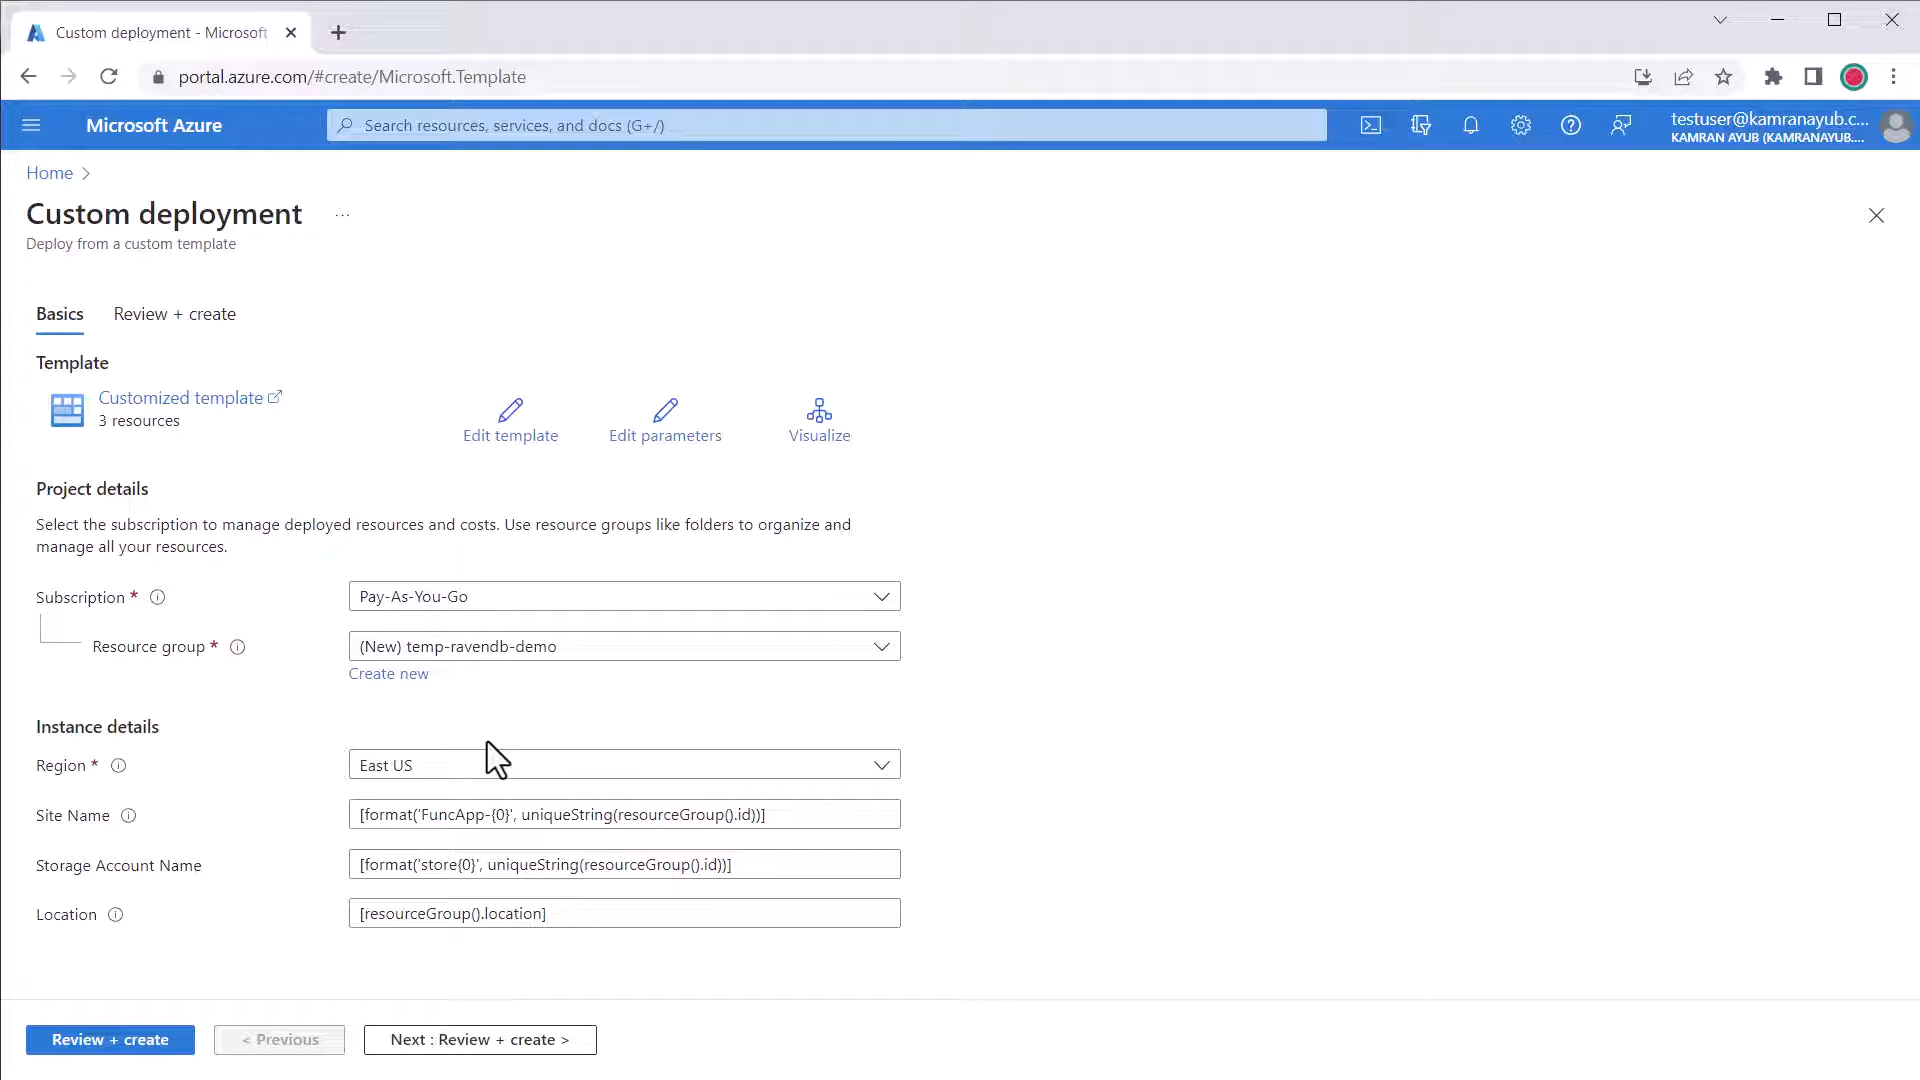 Custom deployment - Microsoft
portal.azure.com/#create/Microsoft.Template
Microsoft Azure
Search resources, services, and docs (G+/)
testuser@kamranayub.c...
KAMRAN AYUB (KAMRANAYUB....
Home
Custom deployment
...
Deploy from a custom template
Basics
Review + create
Template
Customized template
3 resources
Edit template
Edit parameters
Visualize
Project details
Select the subscription to manage deployed resources and costs. Use resource groups like folders to organize and
manage all your resources.
Subscription *
Pay-As-You-Go
Resource group *
(New) temp-ravendb-demo
Create new
Instance details
Region *
East US
Site Name
[format('FuncApp-{0}', uniqueString(resourceGroup().id))]
Storage Account Name
[format('store{0}', uniqueString(resourceGroup().id))]
Location
[resourceGroup().location]
Review + create
< Previous
Next : Review + create >